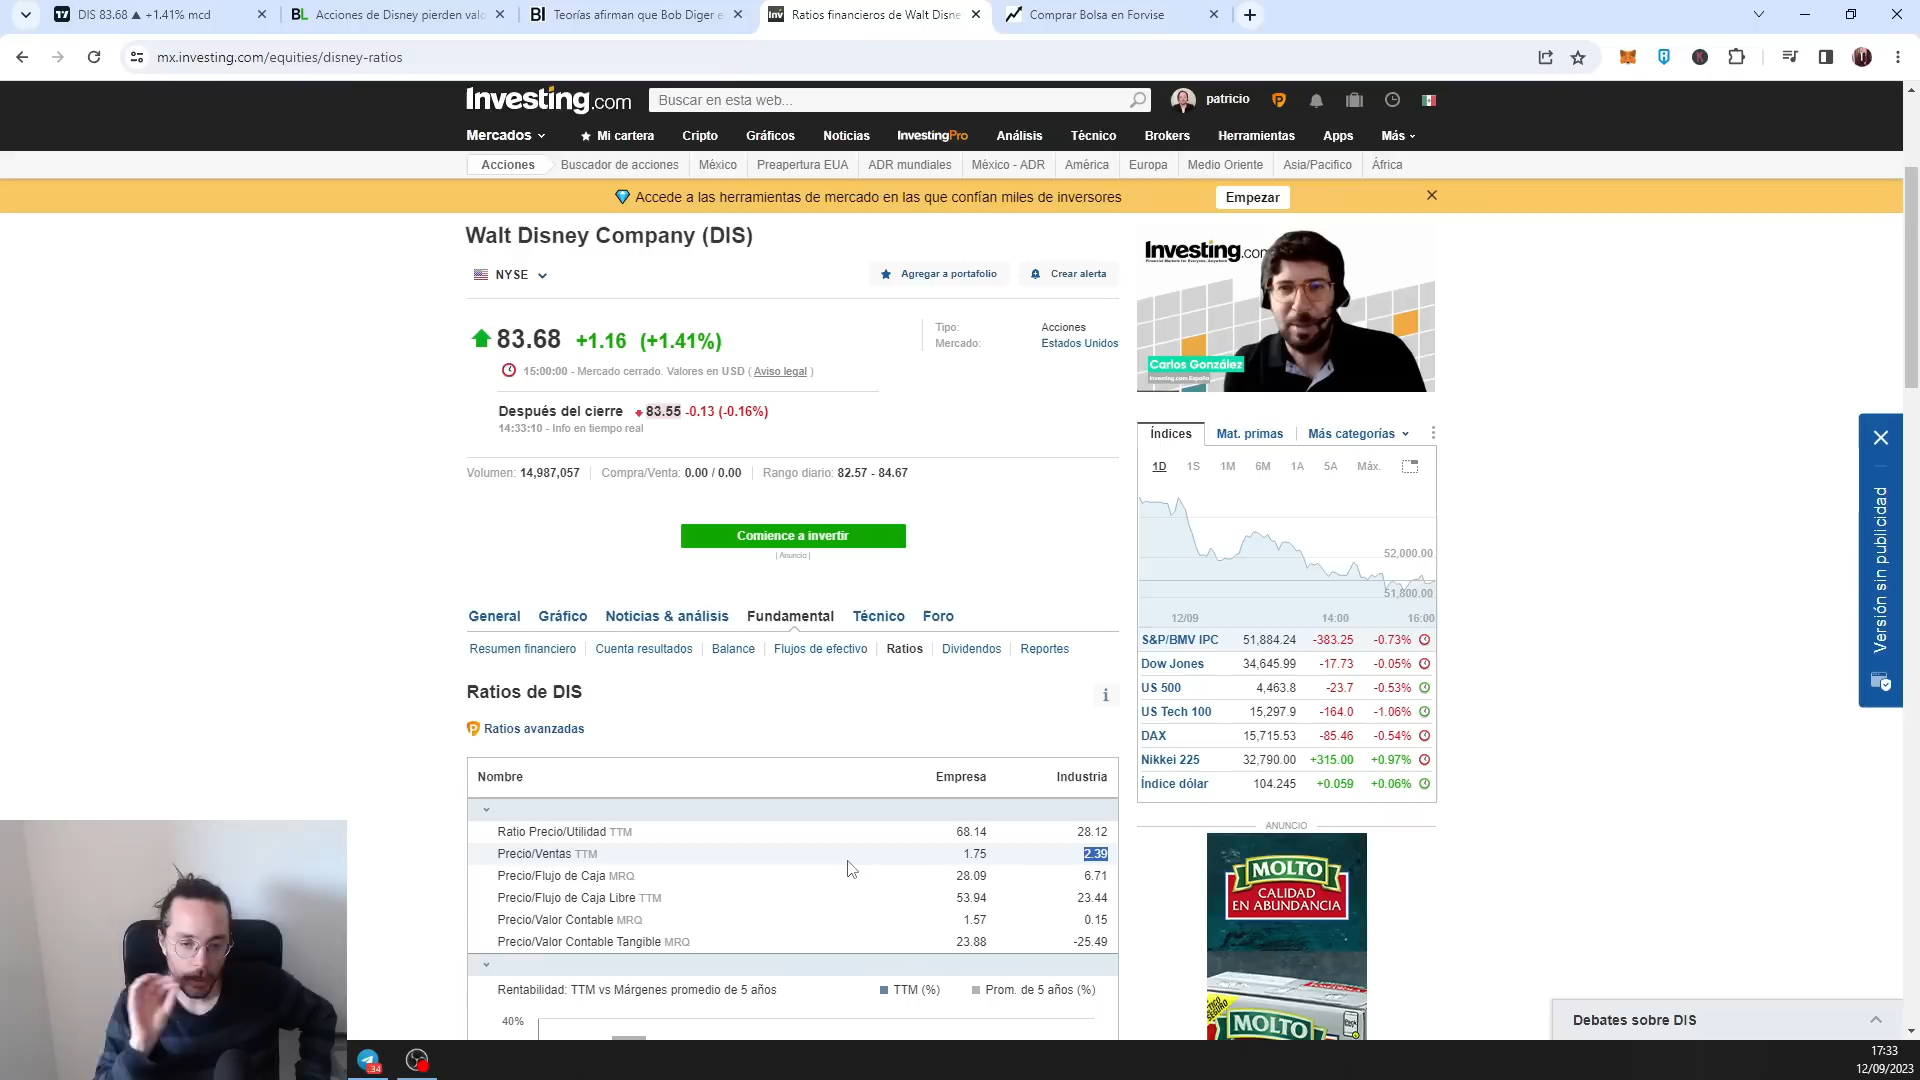 DIS 83.68 ▲ +1.41% mcd
Acciones de Disney pierden valo
Teorías afirman que Bob Diger e
Ratios financieros de Walt Disne
Comprar Bolsa en Forvise
mx.investing.com/equities/disney-ratios
Investing.com
Buscar en esta web...
patricio
Mercados
Mi cartera
Cripto
Gráficos
Noticias
InvestingPro
Análisis
Técnico
Brokers
Herramientas
Apps
Más
Acciones
Buscador de acciones
México
Preapertura EUA
ADR mundiales
México - ADR
América
Europa
Medio Oriente
Asia/Pacifico
África
Accede a las herramientas de mercado en las que confían miles de inversores
Empezar
Walt Disney Company (DIS)
NYSE
Agregar a portafolio
Crear alerta
83.68 +1.16 (+1.41%)
15:00:00 - Mercado cerrado. Valores en USD ( Aviso legal )
Tipo: Acciones
Mercado: Estados Unidos
Después del cierre 83.55 -0.13 (-0.16%)
14:33:10 - Info en tiempo real
Volumen: 14,987,057 Compra/Venta: 0.00 / 0.00 Rango diario: 82.57 - 84.67
Comience a invertir
| Anuncio |
General
Gráfico
Noticias & análisis
Fundamental
Técnico
Foro
Resumen financiero
Cuenta resultados
Balance
Flujos de efectivo
Ratios
Dividendos
Reportes
Ratios de DIS
Ratios avanzadas
Nombre Empresa Industria
Ratio Precio/Utilidad TTM 68.14 28.12
Precio/Ventas TTM 1.75 2.39
Precio/Flujo de Caja MRQ 28.09 6.71
Precio/Flujo de Caja Libre TTM 53.94 23.44
Precio/Valor Contable MRQ 1.57 0.15
Precio/Valor Contable Tangible MRQ 23.88 -25.49
Rentabilidad: TTM vs Márgenes promedio de 5 años TTM (%) Prom. de 5 años (%)
40%
Investing.com
Carlos González
Investing.com España
Índices
Mat. primas
Más categorías
1D 1S 1M 6M 1A 5A Máx.
52,000.00
51,800.00
12/09 14:00 16:00
S&P/BMV IPC 51,884.24 -383.25 -0.73%
Dow Jones 34,645.99 -17.73 -0.05%
US 500 4,463.8 -23.7 -0.53%
US Tech 100 15,297.9 -164.0 -1.06%
DAX 15,715.53 -85.46 -0.54%
Nikkei 225 32,790.00 +315.00 +0.97%
Índice dólar 104.245 +0.059 +0.06%
ANUNCIO
MOLTO
CALIDAD
EN ABUNDANCIA
MOLTO
Versión sin publicidad
Debates sobre DIS
17:33
12/09/2023